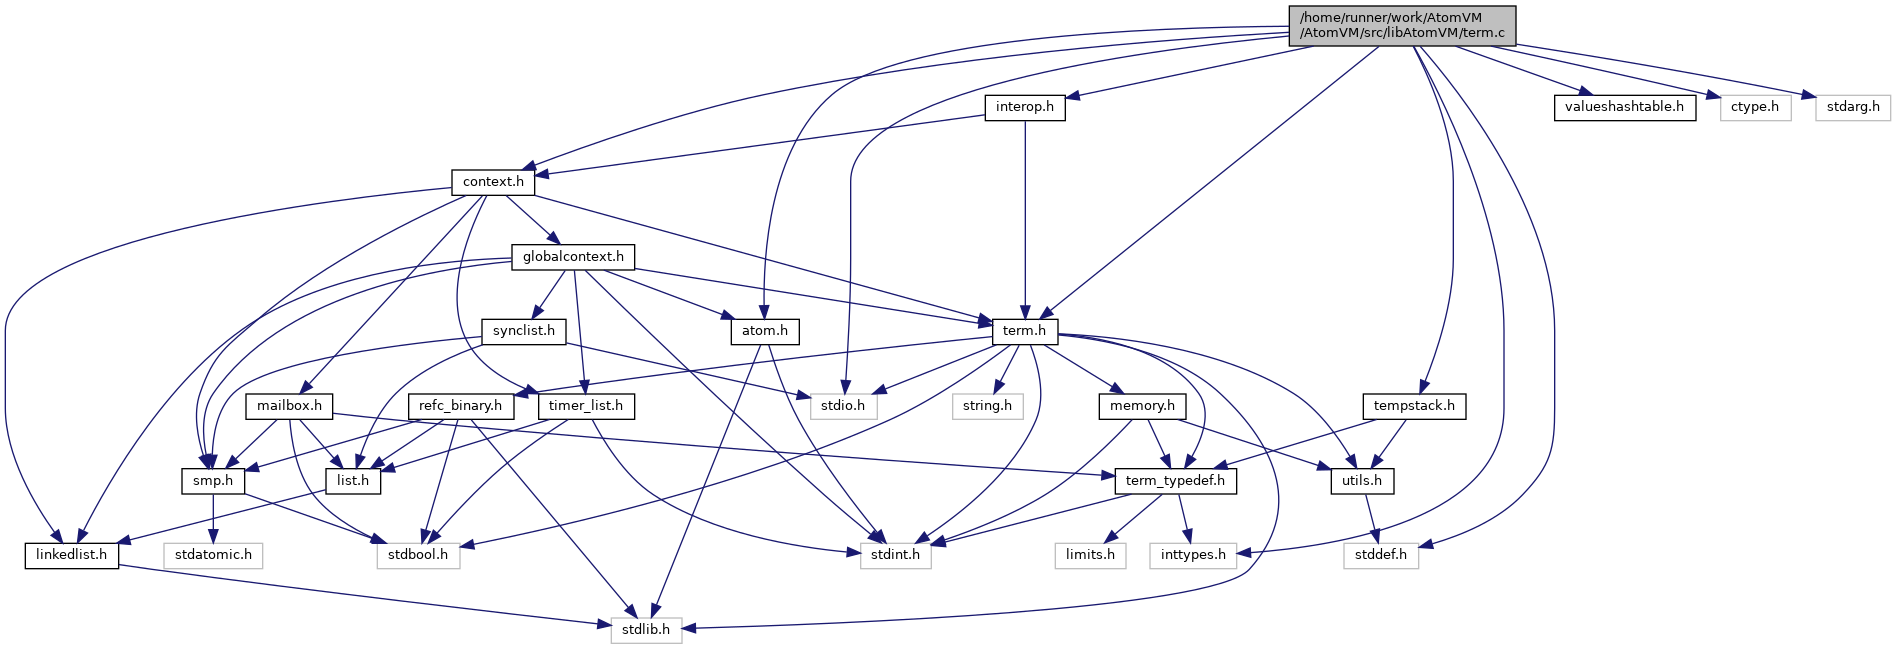 /home/runner/work/AtomVM
/AtomVM/src/libAtomVM/term.c
interop.h
valueshashtable.h
ctype.h
stdarg.h
context.h
globalcontext.h
synclist.h
atom.h
term.h
mailbox.h
refc_binary.h
timer_list.h
stdio.h
string.h
memory.h
tempstack.h
smp.h
list.h
term_typedef.h
utils.h
linkedlist.h
stdatomic.h
stdbool.h
stdint.h
limits.h
inttypes.h
stddef.h
stdlib.h